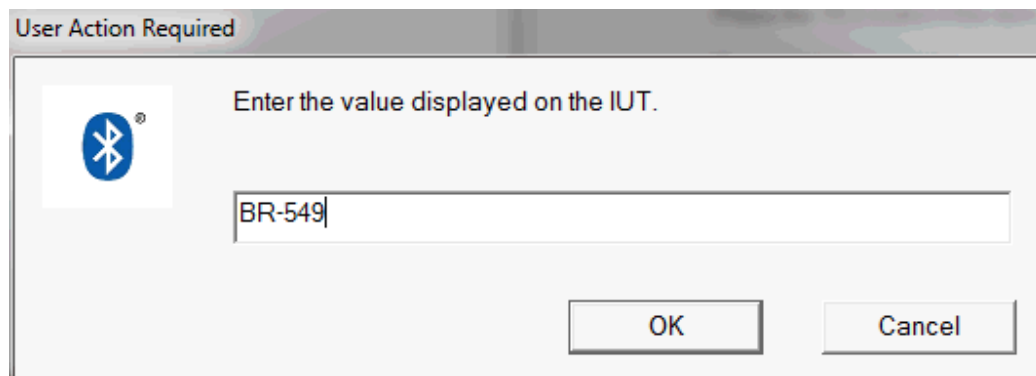 User Action Required
Enter the value displayed on the IUT.
®
BR-549
OK
Cancel